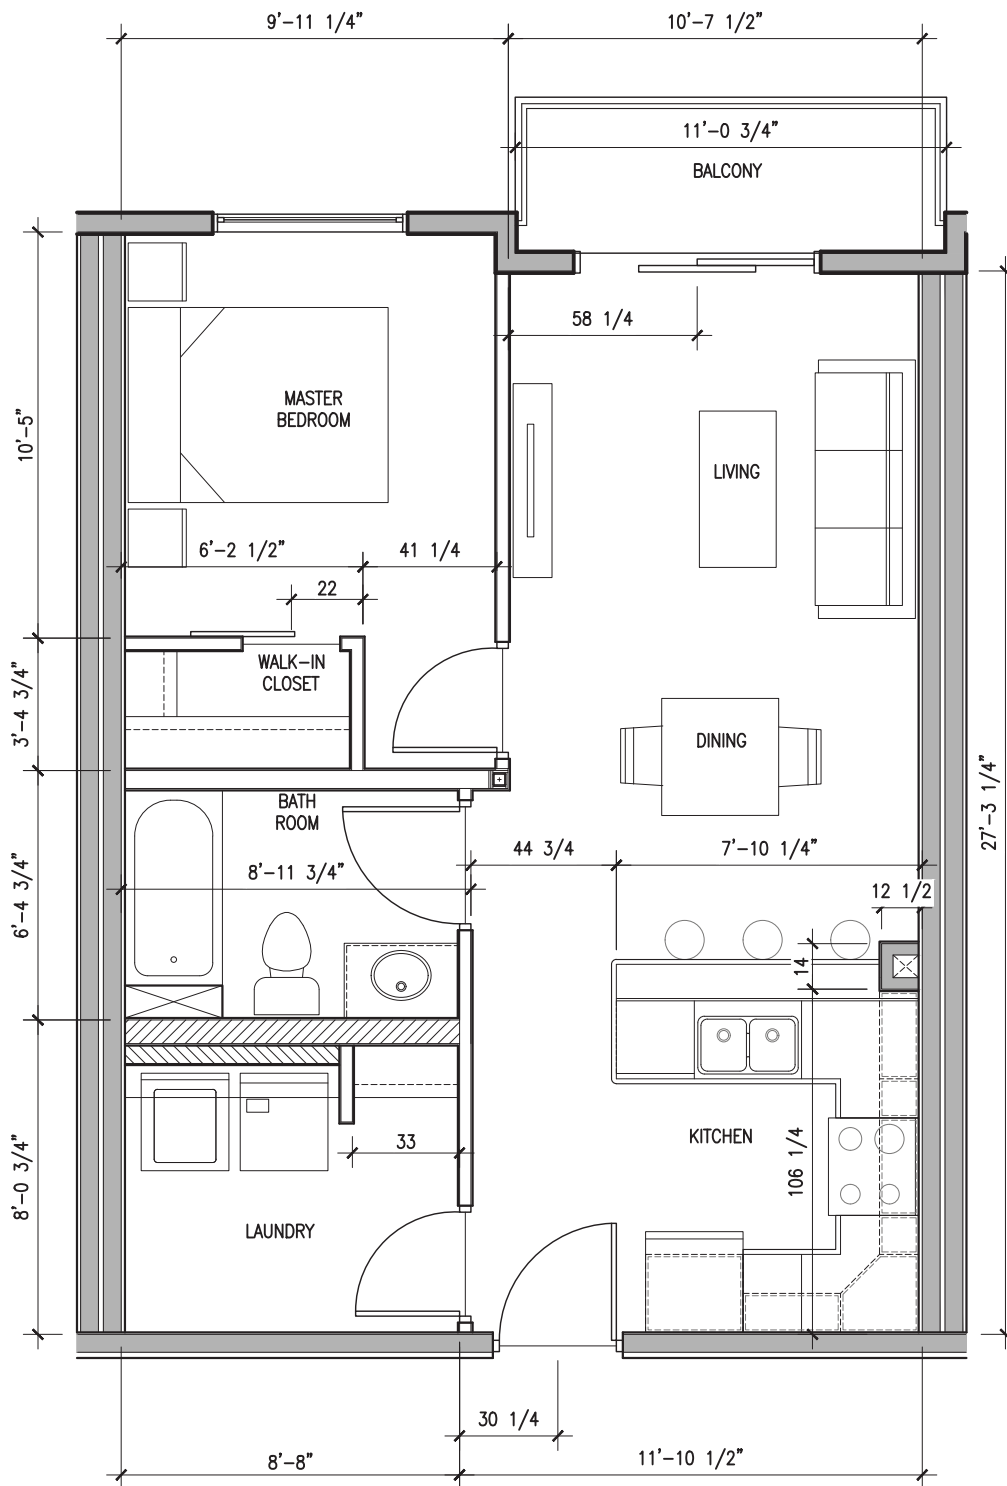 9'-11 1/4"
10'-7 1/2"
11'-0 3/4"
BALCONY
58 1/4
MASTER
BEDROOM
10'-5"
LIVING
6'-2 1/2"
41 1/4
22
WALK-IN
CLOSET
3'-4 3/4"
DINING
27'-3 1/4"
BATH
ROOM
44 3/4
7'-10 1/4"
8'-11 3/4"
12 1/2
6'-4 3/4"
14
KITCHEN
33
106 1/4
8'-0 3/4"
LAUNDRY
30 1/4
8'-8"
11'-10 1/2"